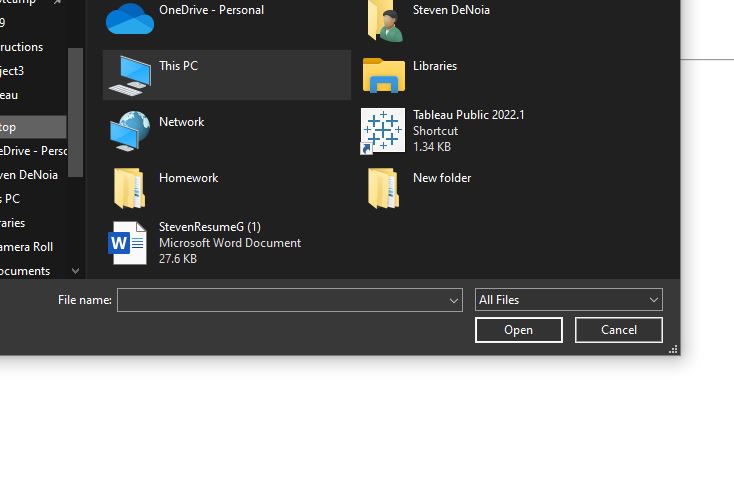 otcamp
9
ructions
ject3
eau
top
eDrive - Perso
ven DeNoia
s PC
raries
amera Roll
ocuments
OneDrive - Personal
Steven DeNoia
This PC
Libraries
Network
Tableau Public 2022.1
Shortcut
1.34 KB
Homework
New folder
StevenResumeG (1)
Microsoft Word Document
27.6 KB
File name:
All Files
Open
Cancel